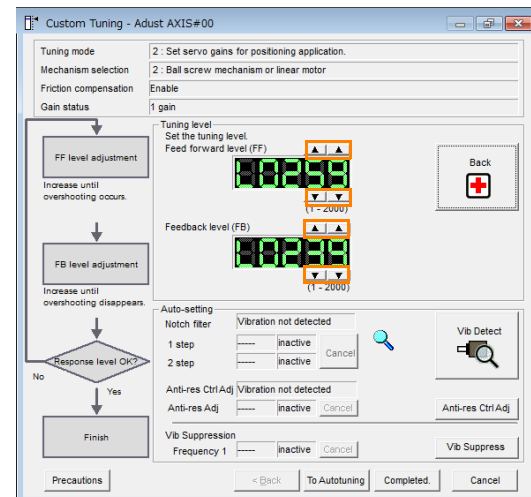 Custom Tuning - Adust AXIS#00
Tuning mode
2 : Set servo gains for positioning application.
Mechanism selection
2 : Ball screw mechanism or linear motor
Friction compensation
Enable
Gain status
1 gain
FF level adjustment
Increase until
overshooting occurs.
FB level adjustment
Increase until
overshooting disappears.
Response level OK?
No
Yes
Finish
Tuning level
Set the tuning level.
Feed forward level (FF)
L0259
(1 - 2000)
Feedback level (FB)
L0244
(1 - 2000)
Back
Auto-setting
Notch filter
Vibration not detected
1 step
-----
inactive
2 step
-----
inactive
Cancel
Vib Detect
Anti-res Ctrl Adj
Vibration not detected
Anti-res Adj
-----
inactive
Cancel
Anti-res Ctrl Adj
Vib Suppression
Frequency 1
-----
inactive
Cancel
Vib Suppress
Precautions
< Back
To Autotuning
Completed.
Cancel